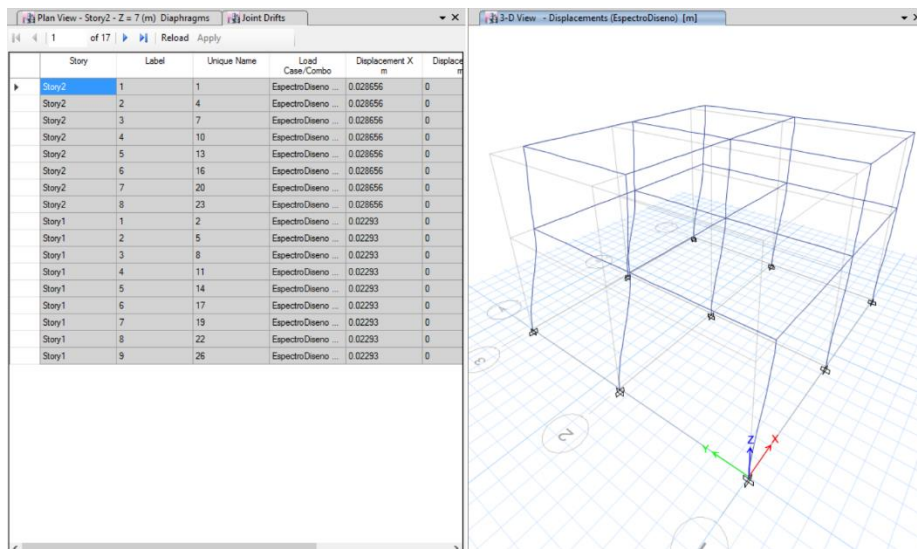 Plan View - Story2 - Z = 7 (m) Diaphragms
Joint Drifts
1 of 17 Reload Apply
Story Label Unique Name Load Case/Combo Displacement X m Displace m
Story2 1 1 EspectroDiseno ... 0.028656 0
Story2 2 4 EspectroDiseno ... 0.028656 0
Story2 3 7 EspectroDiseno ... 0.028656 0
Story2 4 10 EspectroDiseno ... 0.028656 0
Story2 5 13 EspectroDiseno ... 0.028656 0
Story2 6 16 EspectroDiseno ... 0.028656 0
Story2 7 20 EspectroDiseno ... 0.028656 0
Story2 8 23 EspectroDiseno ... 0.028656 0
Story1 1 2 EspectroDiseno ... 0.02293 0
Story1 2 5 EspectroDiseno ... 0.02293 0
Story1 3 8 EspectroDiseno ... 0.02293 0
Story1 4 11 EspectroDiseno ... 0.02293 0
Story1 5 14 EspectroDiseno ... 0.02293 0
Story1 6 17 EspectroDiseno ... 0.02293 0
Story1 7 19 EspectroDiseno ... 0.02293 0
Story1 8 22 EspectroDiseno ... 0.02293 0
Story1 9 26 EspectroDiseno ... 0.02293 0
3-D View - Displacements (EspectroDiseno) [m]
3
2
Y
Z
X
1